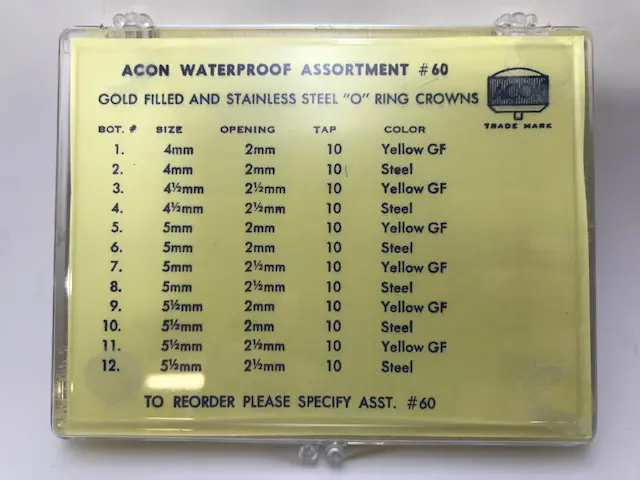 ACON WATERPROOF ASSORTMENT #60
GOLD FILLED AND STAINLESS STEEL "O" RING CROWNS
ACON
TRADE MARK
BOT. # SIZE OPENING TAP COLOR
1. 4mm 2mm 10 Yellow GF
2. 4mm 2mm 10 Steel
3. 4½mm 2½mm 10 Yellow GF
4. 4½mm 2½mm 10 Steel
5. 5mm 2mm 10 Yellow GF
6. 5mm 2mm 10 Steel
7. 5mm 2½mm 10 Yellow GF
8. 5mm 2½mm 10 Steel
9. 5½mm 2mm 10 Yellow GF
10. 5½mm 2mm 10 Steel
11. 5½mm 2½mm 10 Yellow GF
12. 5½mm 2½mm 10 Steel
TO REORDER PLEASE SPECIFY ASST. #60